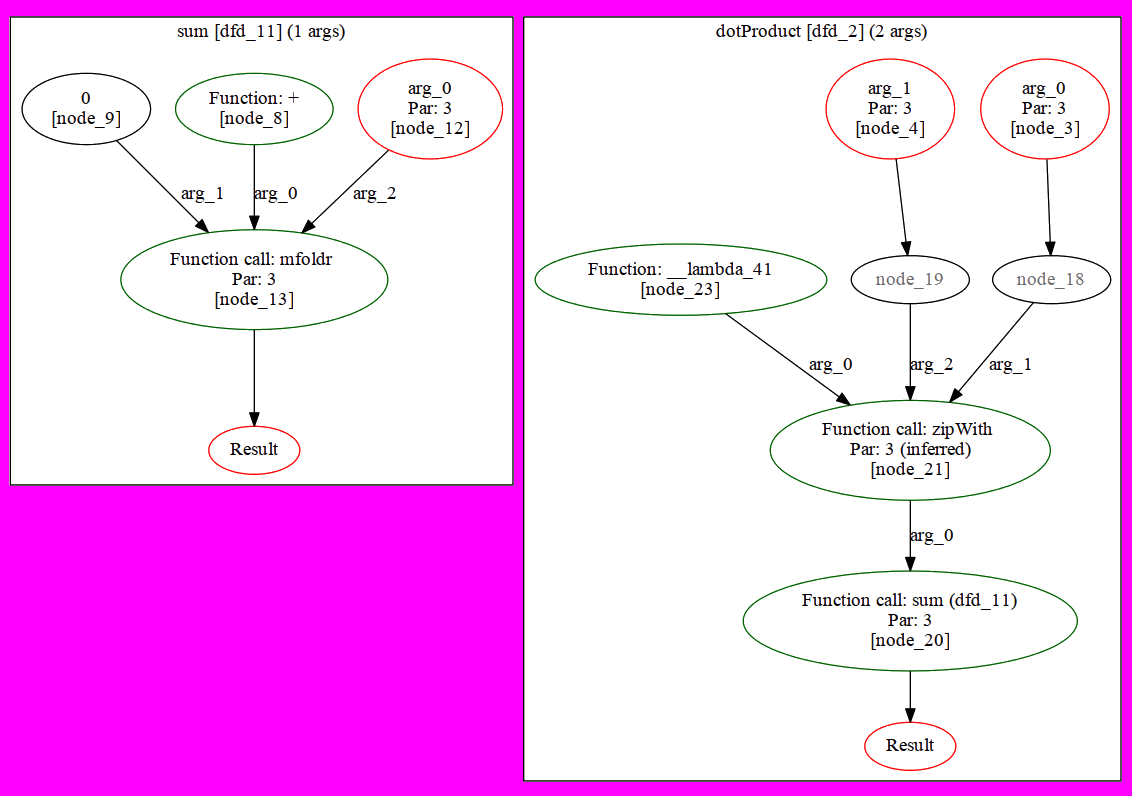 sum [dfd_11] (1 args)
0
[node_9]
Function: +
[node_8]
arg_0
Par: 3
[node_12]
arg_1
arg_0
arg_2
Function call: mfoldr
Par: 3
[node_13]
Result
dotProduct [dfd_2] (2 args)
arg_1
Par: 3
[node_4]
arg_0
Par: 3
[node_3]
Function: __lambda_41
[node_23]
node_19
node_18
arg_0
arg_2
arg_1
Function call: zipWith
Par: 3 (inferred)
[node_21]
arg_0
Function call: sum (dfd_11)
Par: 3
[node_20]
Result